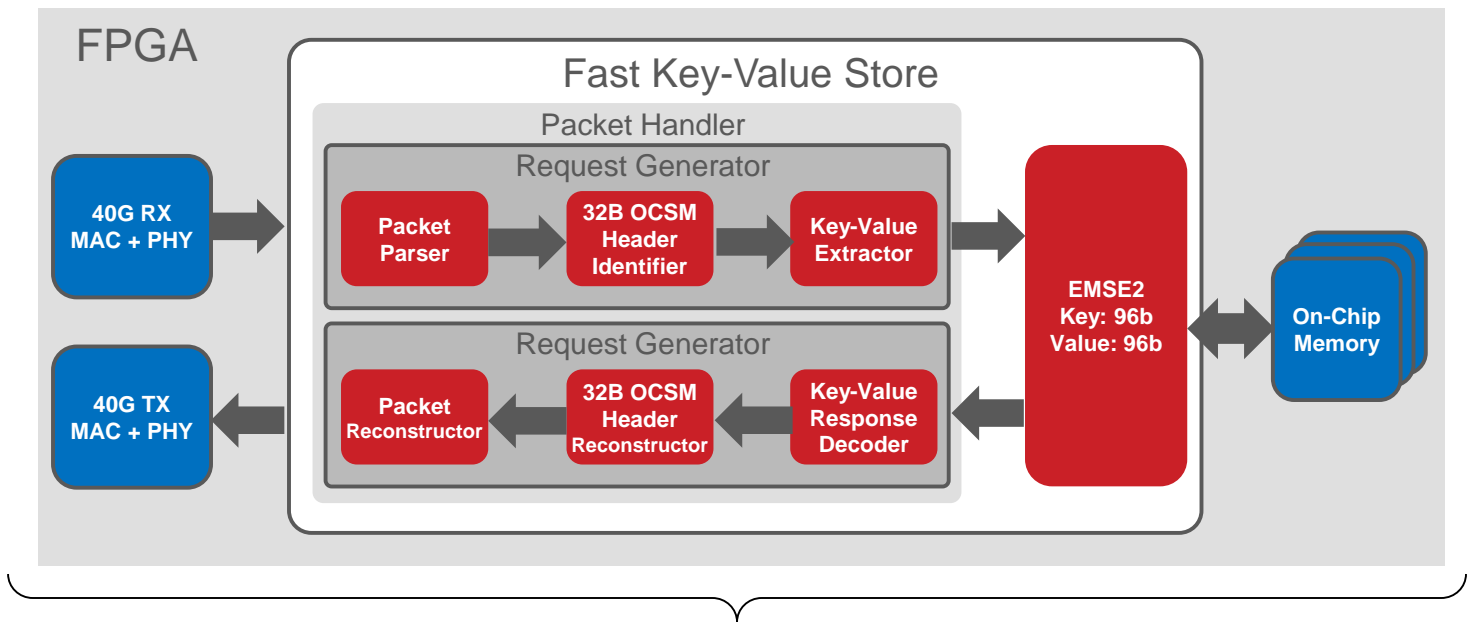 FPGA
Fast Key-Value Store
Packet Handler
Request Generator
40G RX
MAC + PHY
Packet
Parser
32B OCSM
Header
Identifier
Key-Value
Extractor
EMSE2
Key: 96b
Value: 96b
On-Chip
Memory
Request Generator
40G TX
MAC + PHY
Packet
Reconstructor
32B OCSM
Header
Reconstructor
Key-Value
Response
Decoder